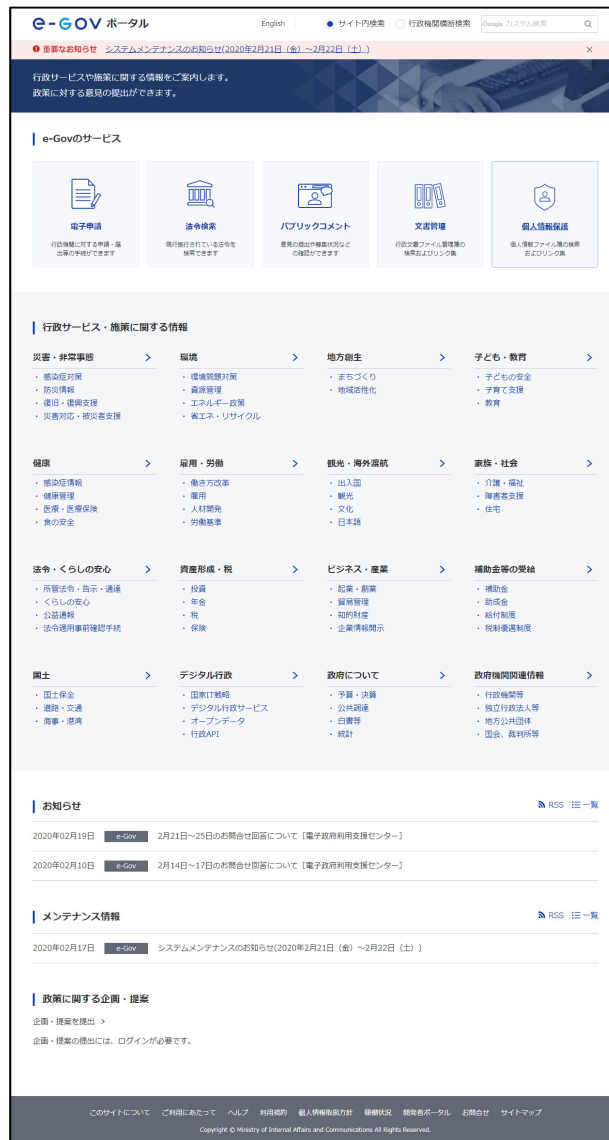 e-GOV ポータル
English
サイト内検索 行政機関横断検索 Google カスタム検索
重要なお知らせ システムメンテナンスのお知らせ(2020年2月21日（金）～2月22日（土）)
行政サービスや施策に関する情報をご案内します。
政策に対する意見の提出ができます。
e-Govのサービス
電子申請
行政機関に対する申請・届
出等の手続ができます
法令検索
現行施行されている法令を
検索できます
パブリックコメント
意見の提出や募集状況など
の確認ができます
文書管理
行政文書ファイル管理簿の
検索およびリンク集
個人情報保護
個人情報ファイル簿の検索
およびリンク集
行政サービス・施策に関する情報
災害・非常事態
・ 感染症対策
・ 防災情報
・ 復旧・復興支援
・ 災害対応・被災者支援
環境
・ 環境問題対策
・ 資源管理
・ エネルギー政策
・ 省エネ・リサイクル
地方創生
・ まちづくり
・ 地域活性化
子ども・教育
・ 子どもの安全
・ 子育て支援
・ 教育
健康
・ 感染症情報
・ 健康管理
・ 医療・医療保険
・ 食の安全
雇用・労働
・ 働き方改革
・ 雇用
・ 人材開発
・ 労働基準
観光・海外渡航
・ 出入国
・ 観光
・ 文化
・ 日本語
家族・社会
・ 介護・福祉
・ 障害者支援
・ 住宅
法令・くらしの安心
・ 所管法令・告示・通達
・ くらしの安心
・ 公益通報
・ 法令適用事前確認手続
資産形成・税
・ 投資
・ 年金
・ 税
・ 保険
ビジネス・産業
・ 起業・創業
・ 貿易管理
・ 知的財産
・ 企業情報開示
補助金等の受給
・ 補助金
・ 助成金
・ 給付制度
・ 税制優遇制度
国土
・ 国土保全
・ 道路・交通
・ 海事・港湾
デジタル行政
・ 国家IT戦略
・ デジタル行政サービス
・ オープンデータ
・ 行政API
政府について
・ 予算・決算
・ 公共調達
・ 白書等
・ 統計
政府機関関連情報
・ 行政機関等
・ 独立行政法人等
・ 地方公共団体
・ 国会、裁判所等
お知らせ RSS 一覧
2020年02月19日 e-Gov 2月21日～25日のお問合せ回答について［電子政府利用支援センター］
2020年02月10日 e-Gov 2月14日～17日のお問合せ回答について［電子政府利用支援センター］
メンテナンス情報 RSS 一覧
2020年02月17日 e-Gov システムメンテナンスのお知らせ(2020年2月21日（金）～2月22日（土）)
政策に関する企画・提案
企画・提案を提出
企画・提案の提出には、ログインが必要です。
このサイトについて ご利用にあたって ヘルプ 利用規約 個人情報取扱方針 稼働状況 開発者ポータル お問合せ サイトマップ
Copyright © Ministry of Internal Affairs and Communications All Rights Reserved.